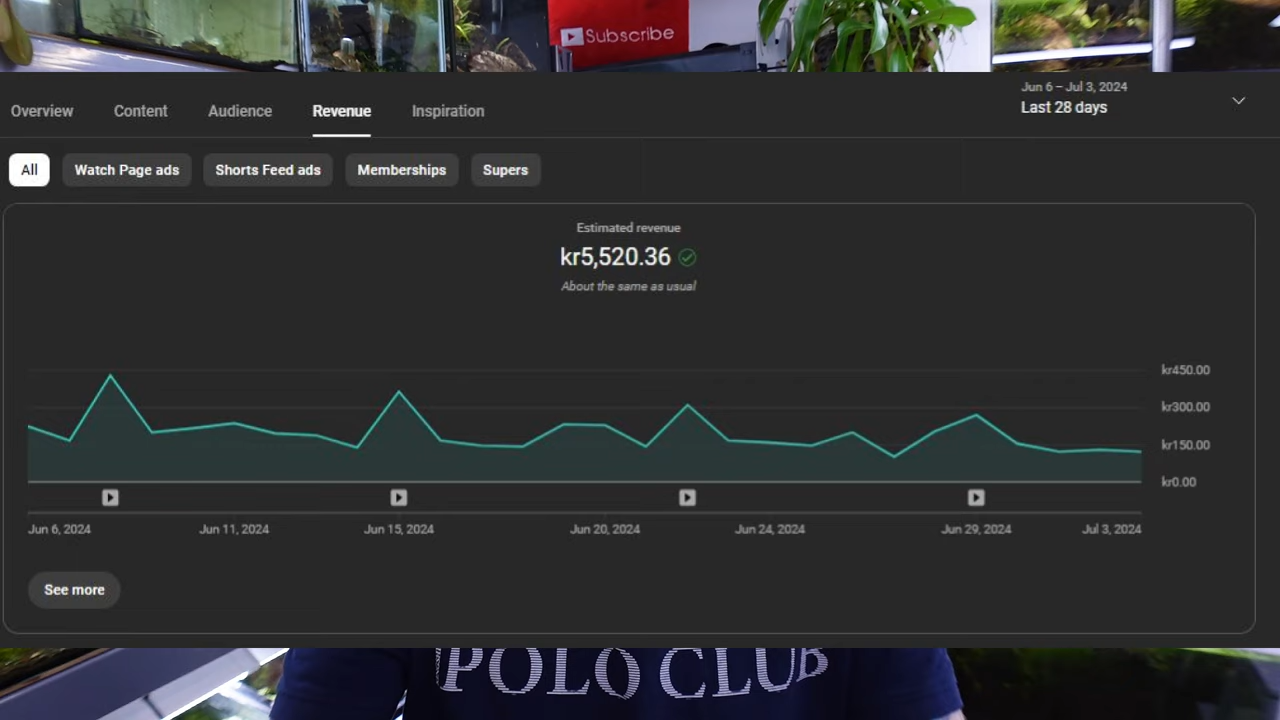 Subscribe
Overview Content Audience Revenue Inspiration
Jun 6 – Jul 3, 2024
Last 28 days
All Watch Page ads Shorts Feed ads Memberships Supers
Estimated revenue
kr5,520.36
About the same as usual
kr450.00
kr300.00
kr150.00
kr0.00
Jun 6, 2024 Jun 11, 2024 Jun 15, 2024 Jun 20, 2024 Jun 24, 2024 Jun 29, 2024 Jul 3, 2024
See more
POLO CLUB